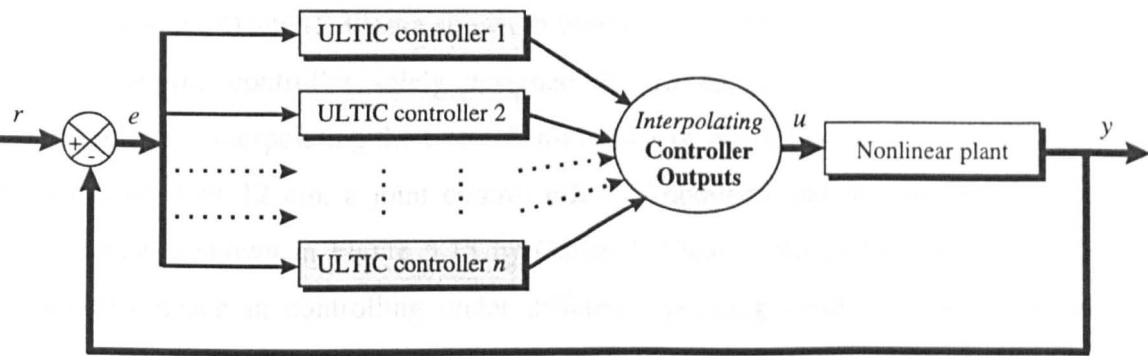 ULTIC controller 1
r
e
+
-
ULTIC controller 2
Interpolating
Controller
Outputs
u
Nonlinear plant
y
ULTIC controller n